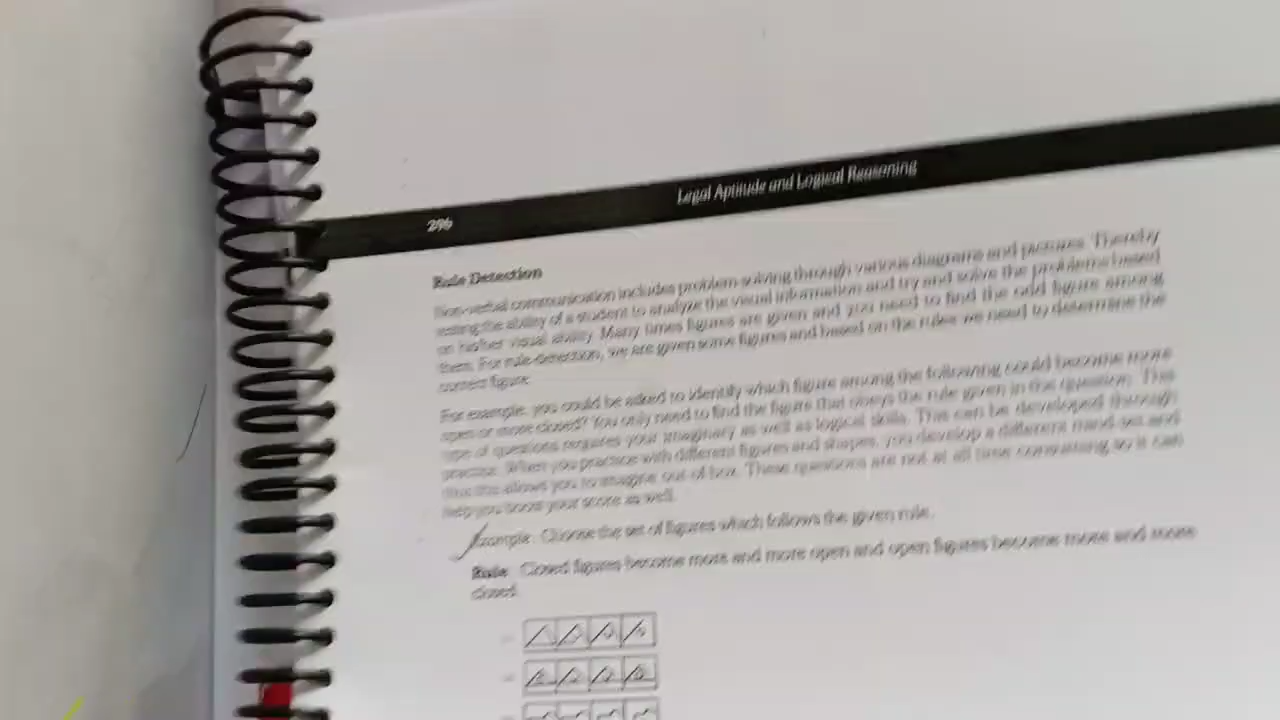 296
Legal Aptitude and Logical Reasoning
Rule Detection
Non-verbal communication includes problem solving through various diagrams and pictures. Thereby
testing the ability of a student to analyze the visual information and try and solve the problems based
on higher visual ability. Many times figures are given and you need to find the odd figure among
them. For rule-detection, we are given some figures and based on the rules we need to determine the
correct figure.
For example, you could be asked to identify which figure among the following could become more
open or more closed? You only need to find the figure that obeys the rule given in the question. This
type of questions requires your imaginary as well as logical skills. This can be developed through
practice. When you practice with different figures and shapes, you develop a different mind set and
thus this allows you to imagine out of box. These questions are not at all time consuming so it can
help you boost your score as well.
Example: Choose the set of figures which follows the given rule.
Rule: Closed figures become more and more open and open figures become more and more
closed.